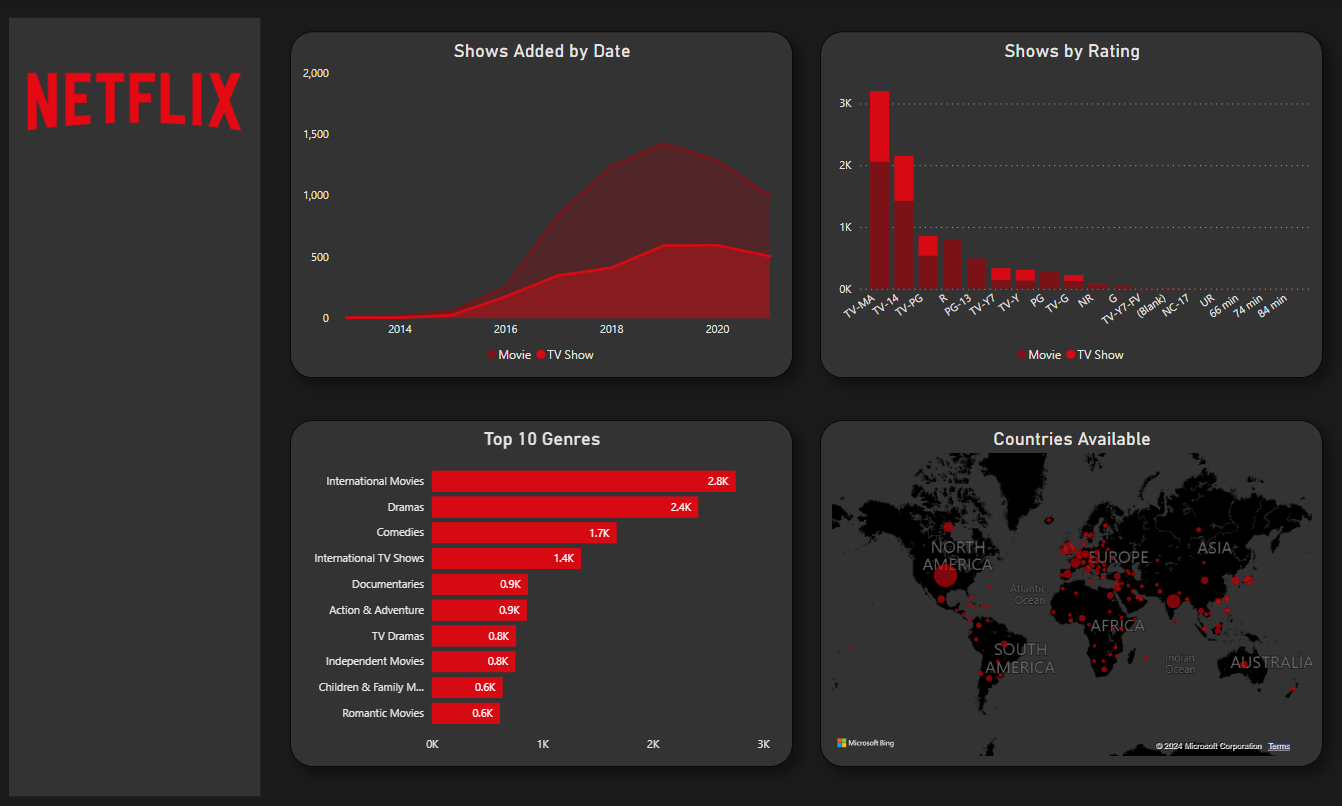 NETFLIX
Shows Added by Date
2,000
1,500
1,000
500
0
2014 2016 2018 2020
Movie TV Show
Shows by Rating
3K
2K
1K
0K
TV-MA TV-14 TV-PG R PG-13 TV-Y7 TV-Y PG TV-G NR G TV-Y7-FV (Blank) NC-17 UR 66 min 74 min 84 min
Movie TV Show
Top 10 Genres
International Movies 2.8K
Dramas 2.4K
Comedies 1.7K
International TV Shows 1.4K
Documentaries 0.9K
Action & Adventure 0.9K
TV Dramas 0.8K
Independent Movies 0.8K
Children & Family M... 0.6K
Romantic Movies 0.6K
0K 1K 2K 3K
Countries Available
NORTH
AMERICA
EUROPE
ASIA
Atlantic
Ocean
AFRICA
SOUTH
AMERICA
Indian
Ocean
AUSTRALIA
Microsoft Bing
© 2024 Microsoft Corporation Terms